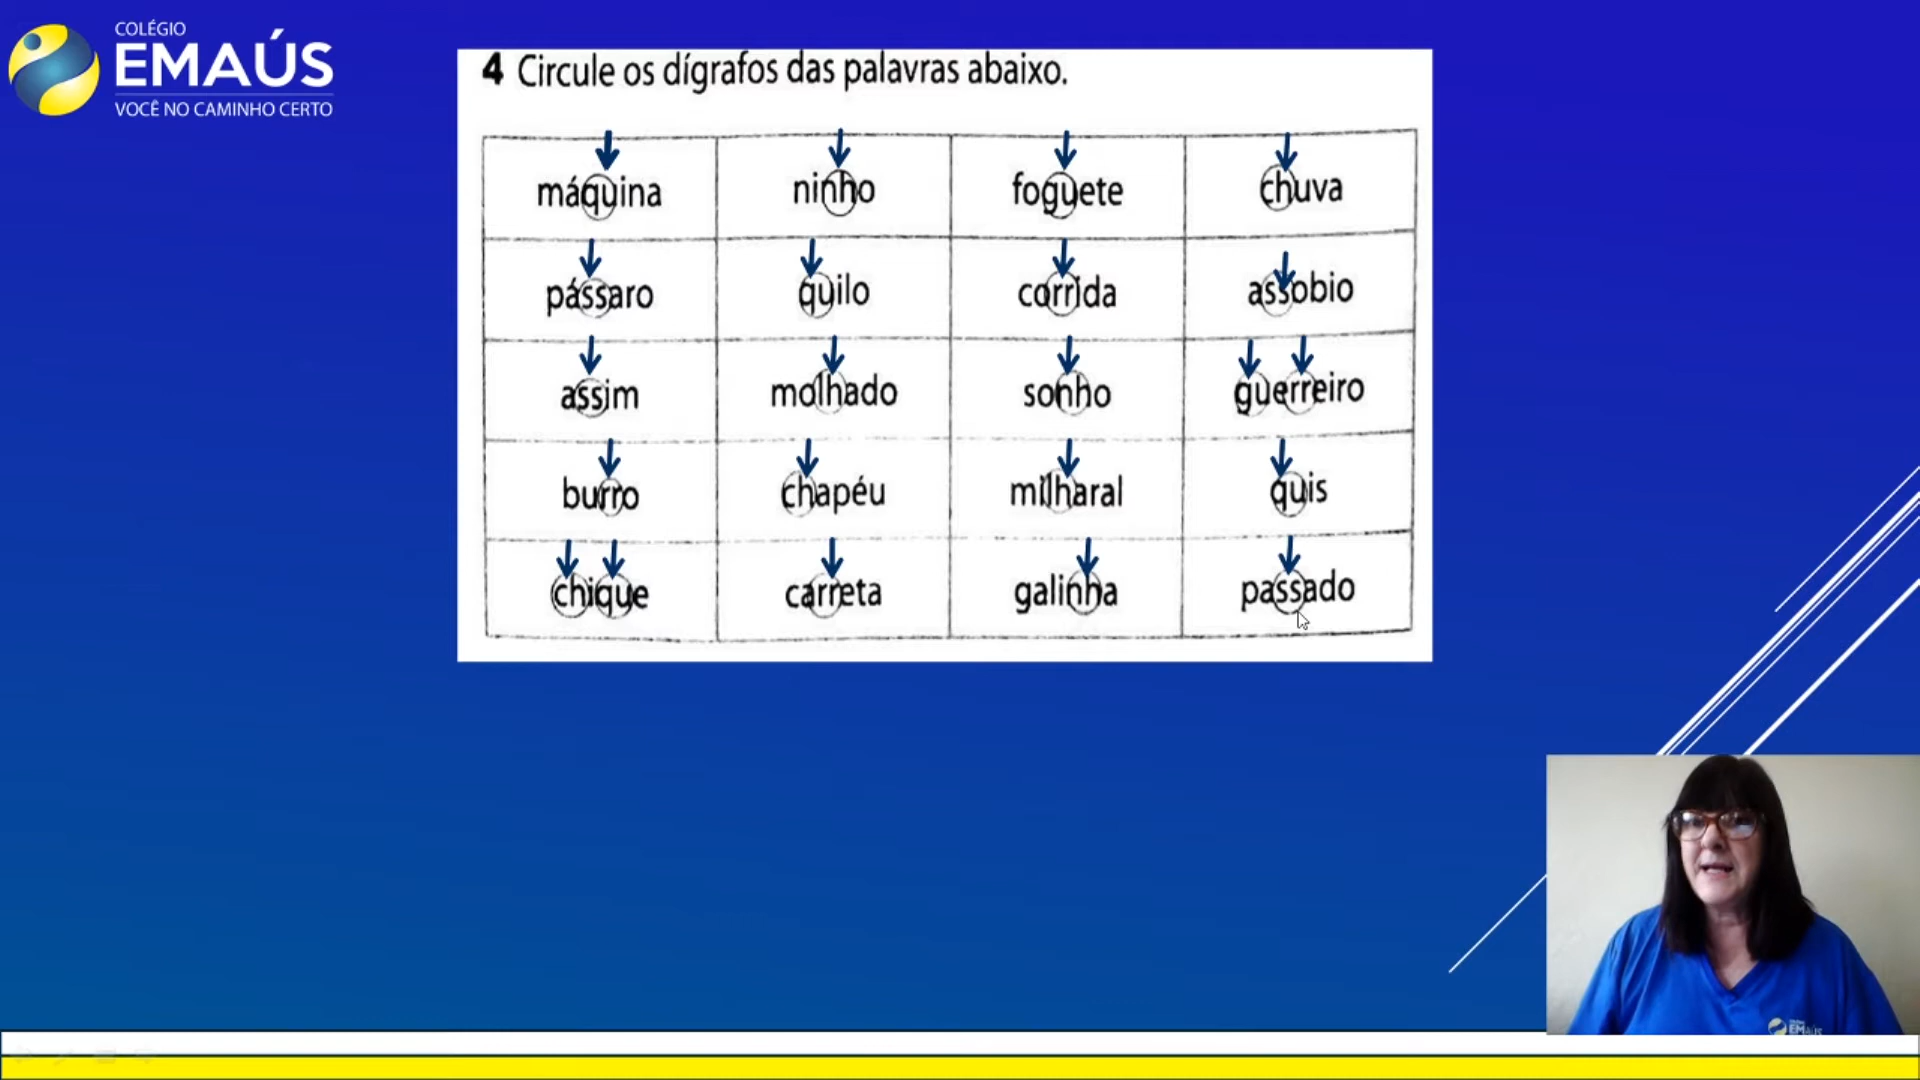 COLÉGIO
EMAÚS
VOCÊ NO CAMINHO CERTO
4 Circule os dígrafos das palavras abaixo.
máquina ninho foguete chuva
pássaro quilo corrida assobio
assim molhado sonho guerreiro
burro chapéu milharal quis
chique carreta galinha passado
EMAÚS